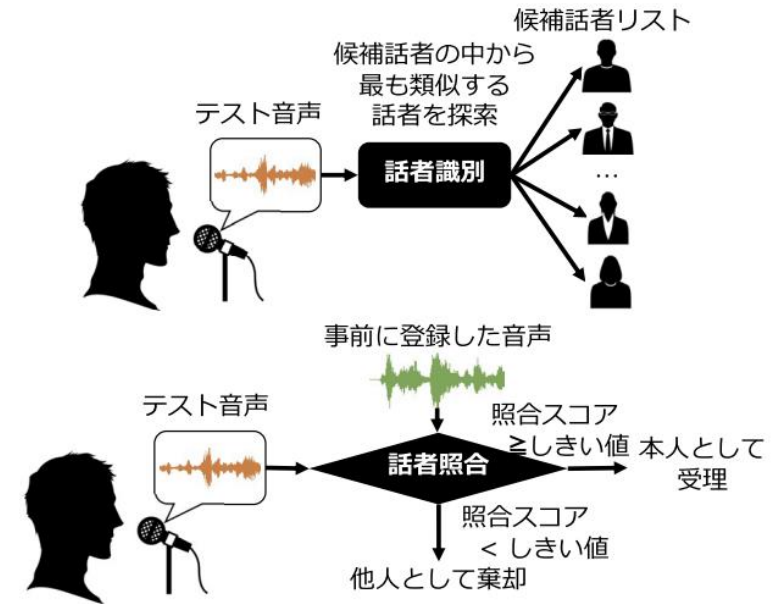 候補話者リスト
候補話者の中から
最も類似する
話者を探索
テスト音声
話者識別
...
事前に登録した音声
テスト音声
照合スコア
≧しきい値
話者照合
本人として
受理
照合スコア
< しきい値
他人として棄却